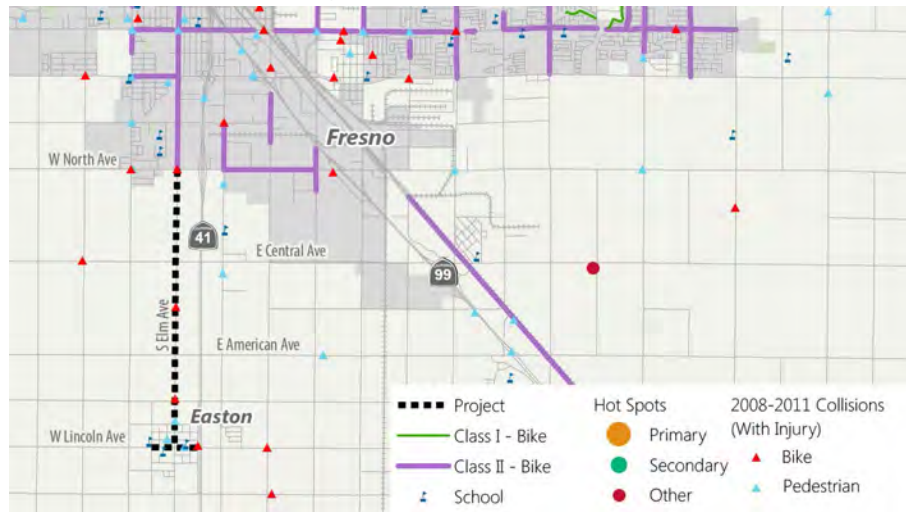 Fresno
W North Ave
41
E Central Ave
99
S Elm Ave
E American Ave
Easton
W Lincoln Ave
Project
Class I - Bike
Class II - Bike
School
Hot Spots
Primary
Secondary
Other
2008-2011 Collisions
(With Injury)
Bike
Pedestrian